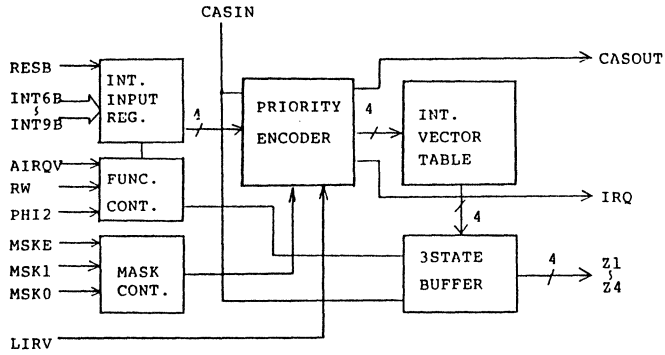 CASIN
RESB
INT6B
~
INT9B
INT.
INPUT
REG.
4
PRIORITY
ENCODER
4
INT.
VECTOR
TABLE
CASOUT
AIRQV
RW
PHI2
FUNC.
CONT.
IRQ
4
MSKE
MSK1
MSK0
MASK
CONT.
3STATE
BUFFER
4
Z1
~
Z4
LIRV